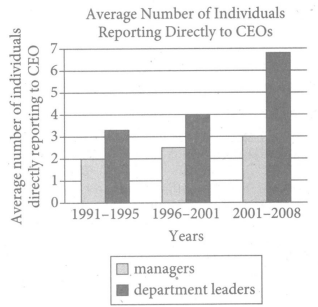 Average Number of Individuals
Reporting Directly to CEOs
Average number of individuals
directly reporting to CEO
7
6
5
4
3
2
1
0
1991–1995 1996–2001 2001–2008
Years
managers
department leaders